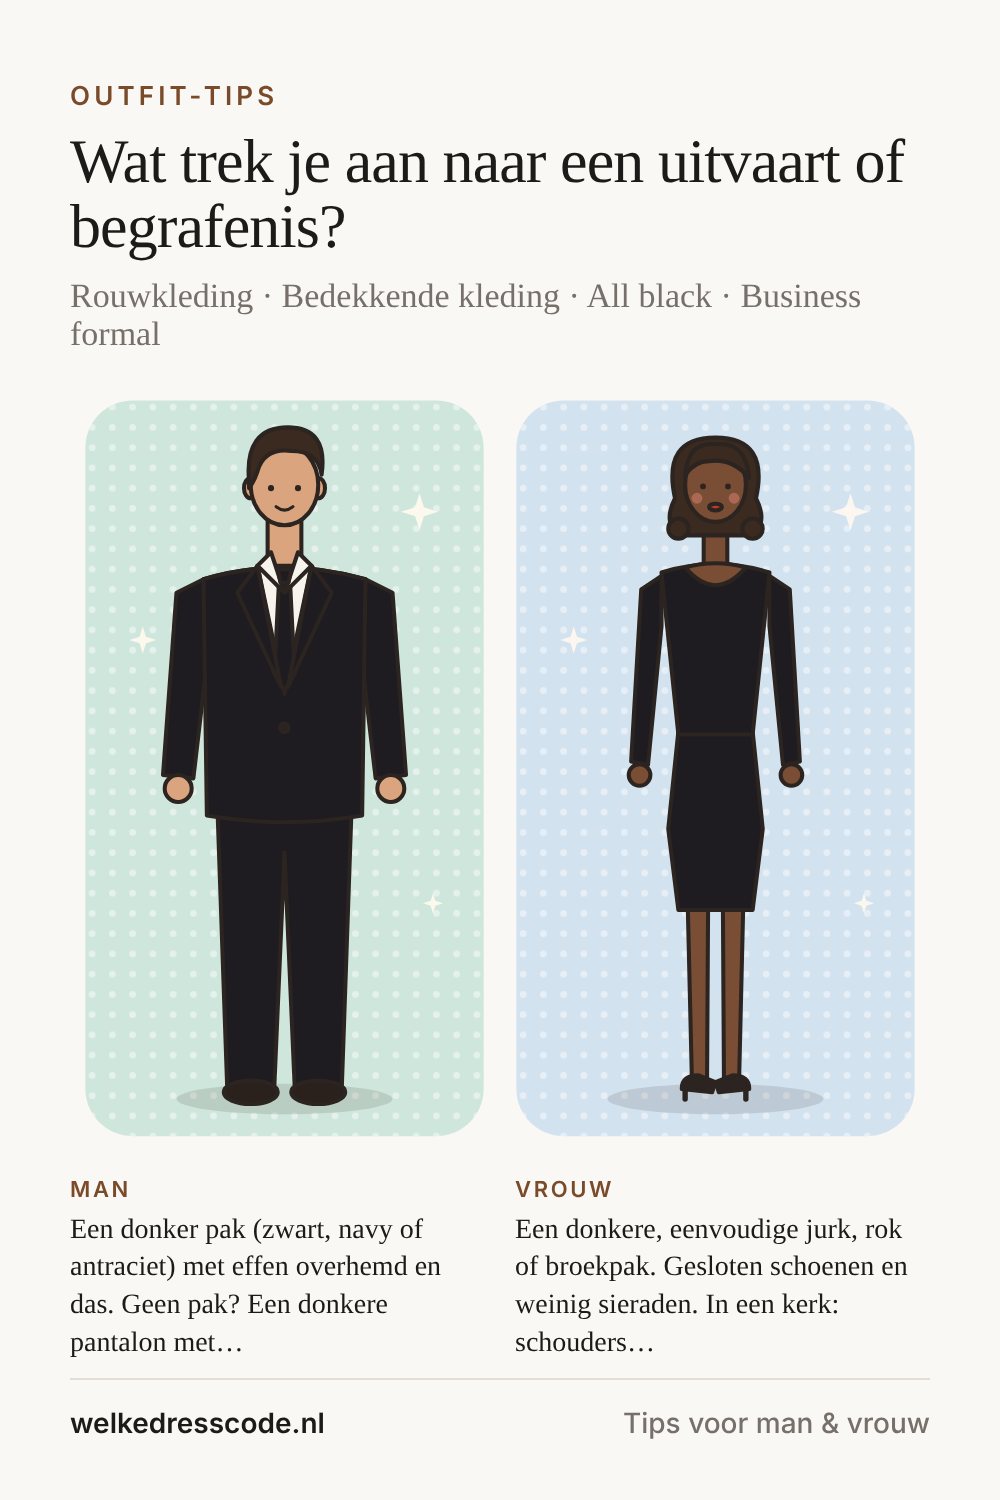 OUTFIT-TIPS
Wat trek je aan naar een uitvaart of
begrafenis?
Rouwkleding · Bedekkende kleding · All black · Business
formal
MAN
Een donker pak (zwart, navy of
antraciet) met effen overhemd en
das. Geen pak? Een donkere
pantalon met…
VROUW
Een donkere, eenvoudige jurk, rok
of broekpak. Gesloten schoenen en
weinig sieraden. In een kerk:
schouders…
welkedresscode.nl
Tips voor man & vrouw